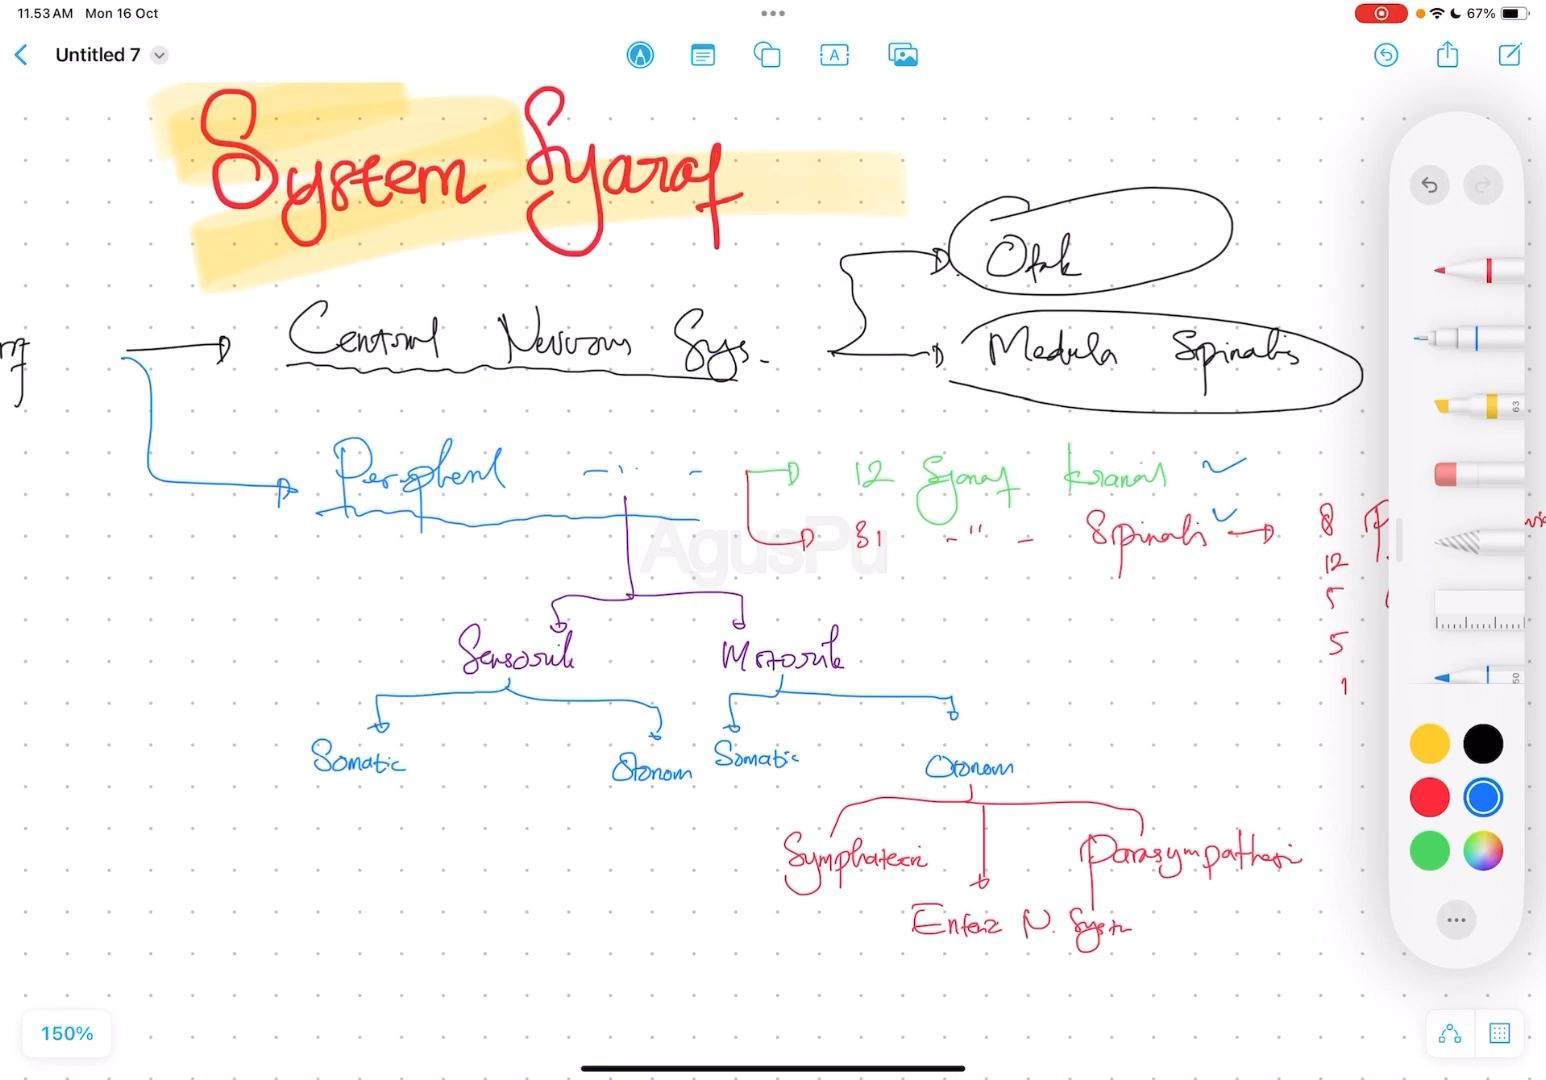 11.53 AM Mon 16 Oct
67%
Untitled 7
System Syaraf
Otak
Central Nervous Sys.
Medula Spinalis
Peripheral - " -
12 Syaraf kranial
31 - " - Spinalis
8
12
5
5
1
AgusPu
Sensorik
Motorik
Somatic
Otonom
Somatic
Otonom
Symphatetic
Parasympathetic
Enteric N. System
63
50
150%